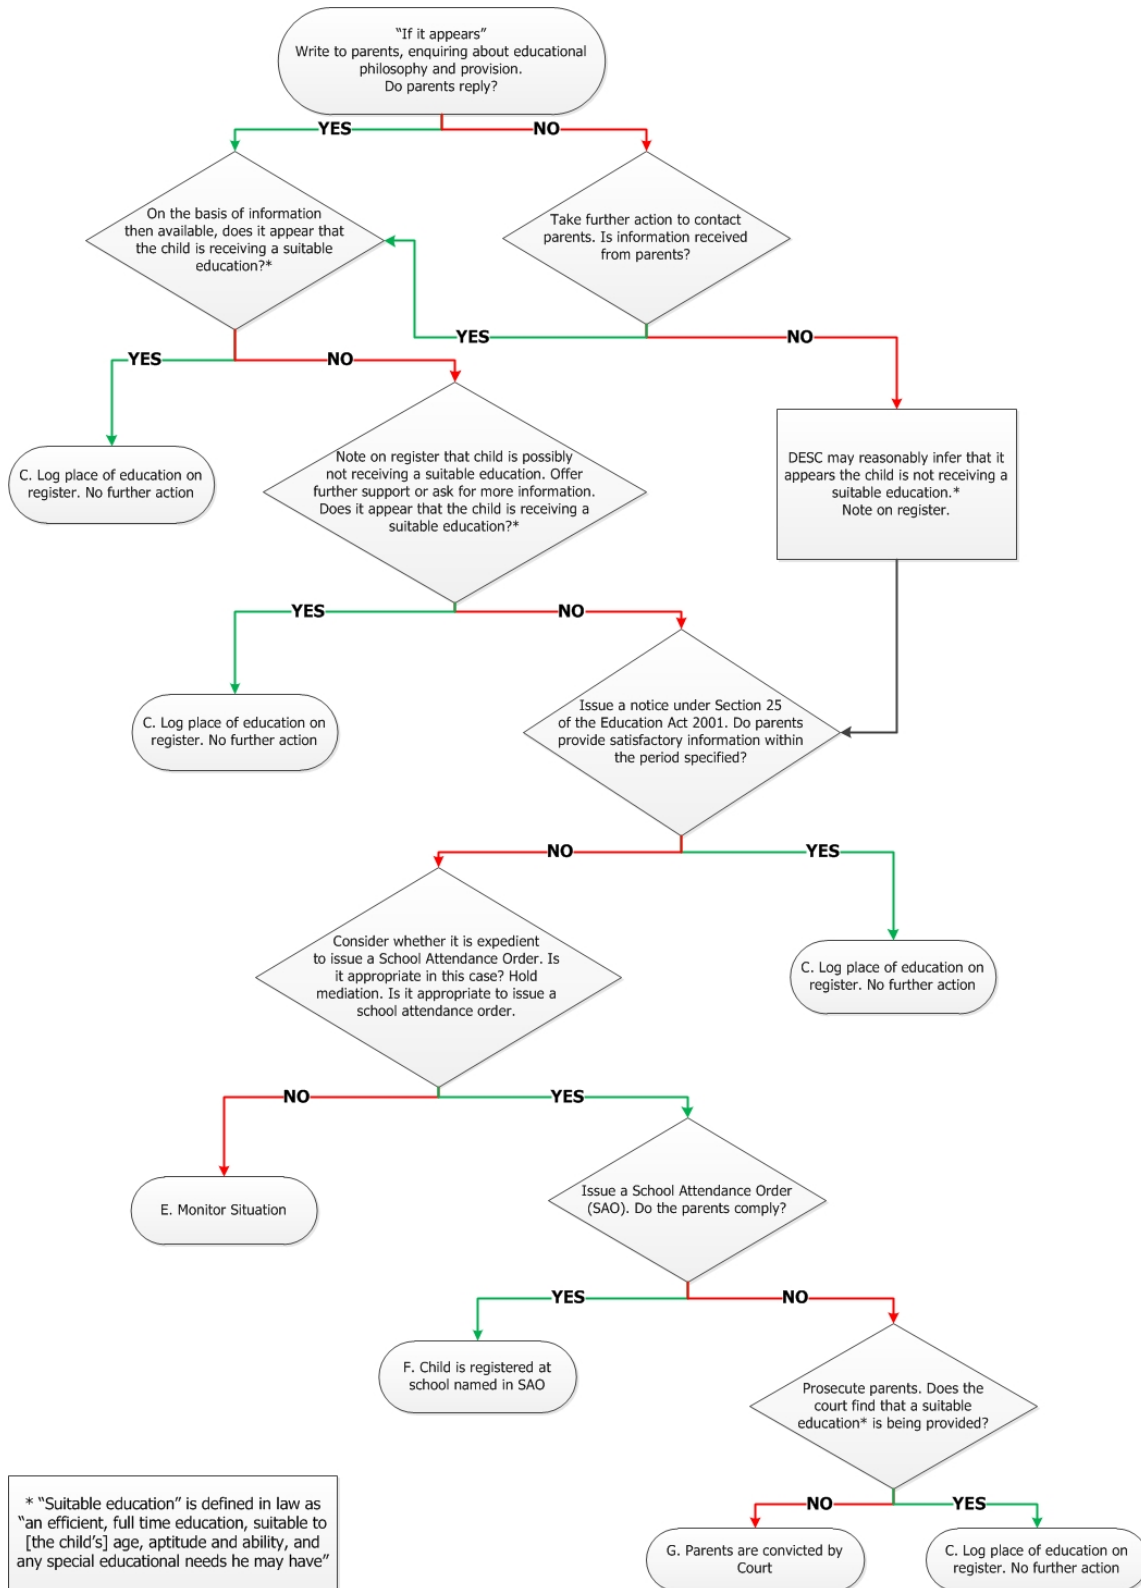 “If it appears”
Write to parents, enquiring about educational
philosophy and provision.
Do parents reply?
YES
NO
On the basis of information
then available, does it appear that
the child is receiving a suitable
education?*
Take further action to contact
parents. Is information received
from parents?
YES
NO
YES
NO
C. Log place of education on
register. No further action
Note on register that child is possibly
not receiving a suitable education. Offer
further support or ask for more information.
Does it appear that the child is receiving a
suitable education?*
DESC may reasonably infer that it
appears the child is not receiving a
suitable education.*
Note on register.
YES
NO
C. Log place of education on
register. No further action
Issue a notice under Section 25
of the Education Act 2001. Do parents
provide satisfactory information within
the period specified?
NO
YES
Consider whether it is expedient
to issue a School Attendance Order. Is
it appropriate in this case? Hold
mediation. Is it appropriate to issue a
school attendance order.
C. Log place of education on
register. No further action
NO
YES
E. Monitor Situation
Issue a School Attendance Order
(SAO). Do the parents comply?
YES
NO
F. Child is registered at
school named in SAO
Prosecute parents. Does the
court find that a suitable
education* is being provided?
NO
YES
G. Parents are convicted by
Court
C. Log place of education on
register. No further action
* “Suitable education” is defined in law as
“an efficient, full time education, suitable to
[the child’s] age, aptitude and ability, and
any special educational needs he may have”